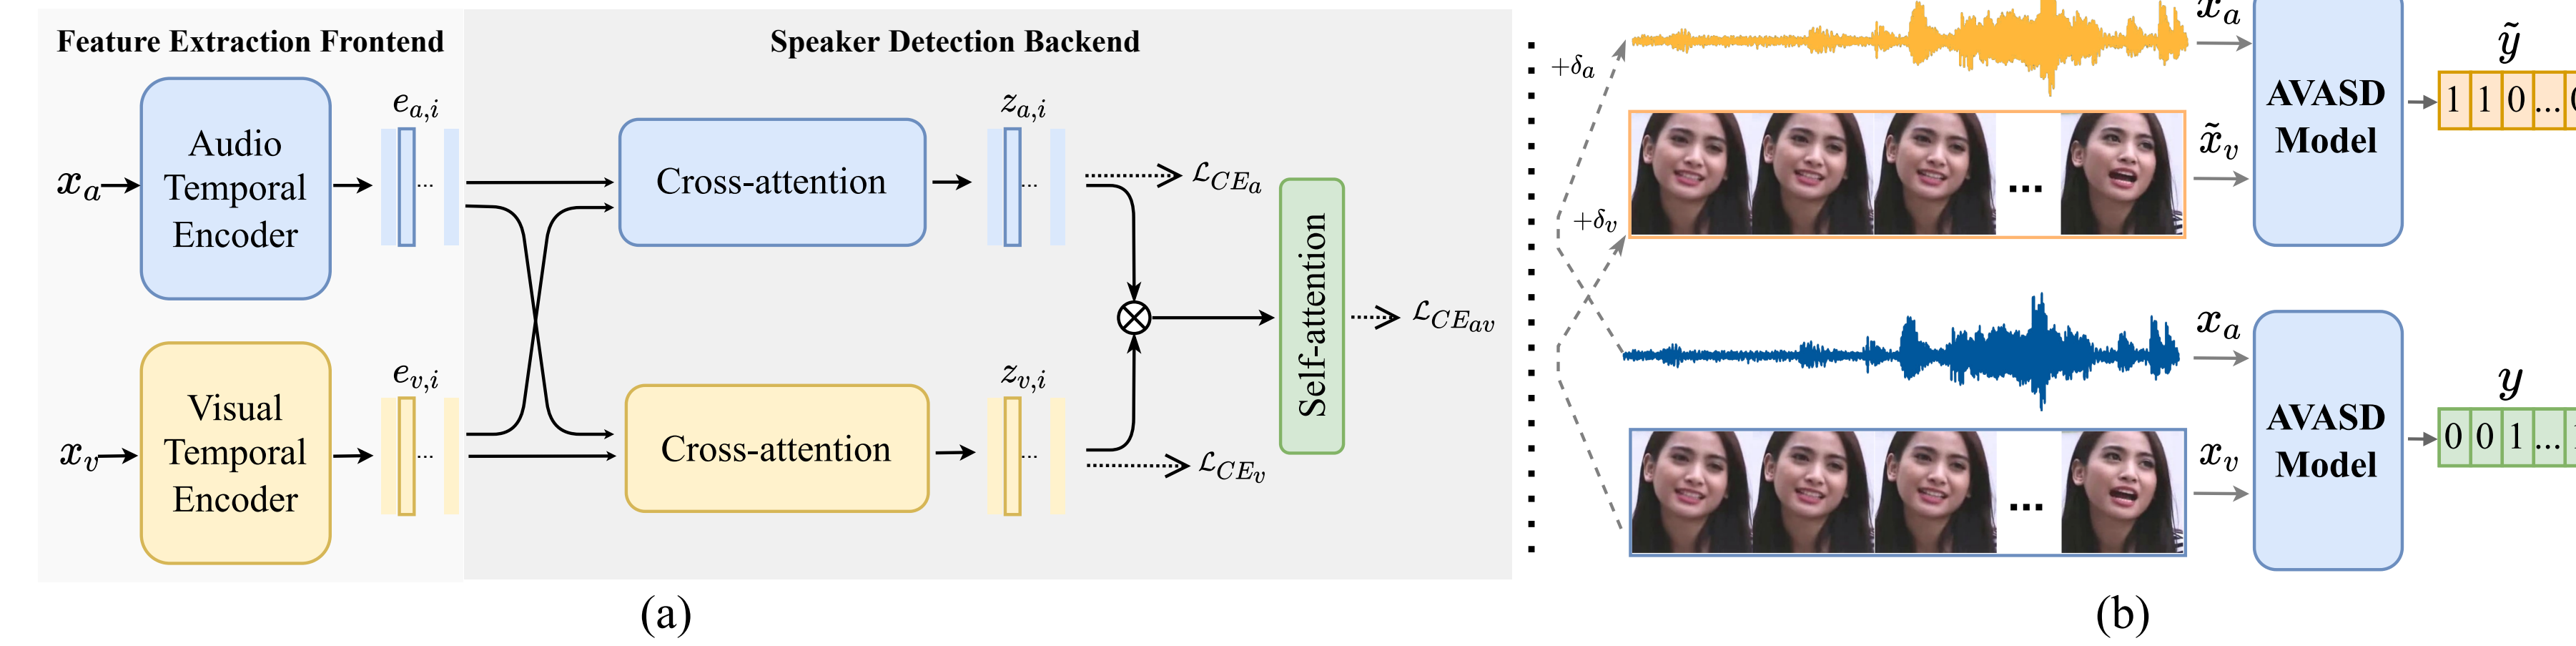 Feature Extraction Frontend
Speaker Detection Backend
x_a
Audio
Temporal
Encoder
e_{a,i}
...
Cross-attention
z_{a,i}
...
ℒ_{CE_a}
x_v
Visual
Temporal
Encoder
e_{v,i}
...
Cross-attention
z_{v,i}
...
ℒ_{CE_v}
Self-attention
ℒ_{CE_{av}}
(a)
+δ_a
+δ_v
...
x̃_v
AVASD
Model
ỹ
1 1 0 ...
x_a
...
x_v
AVASD
Model
y
0 0 1 ...
(b)